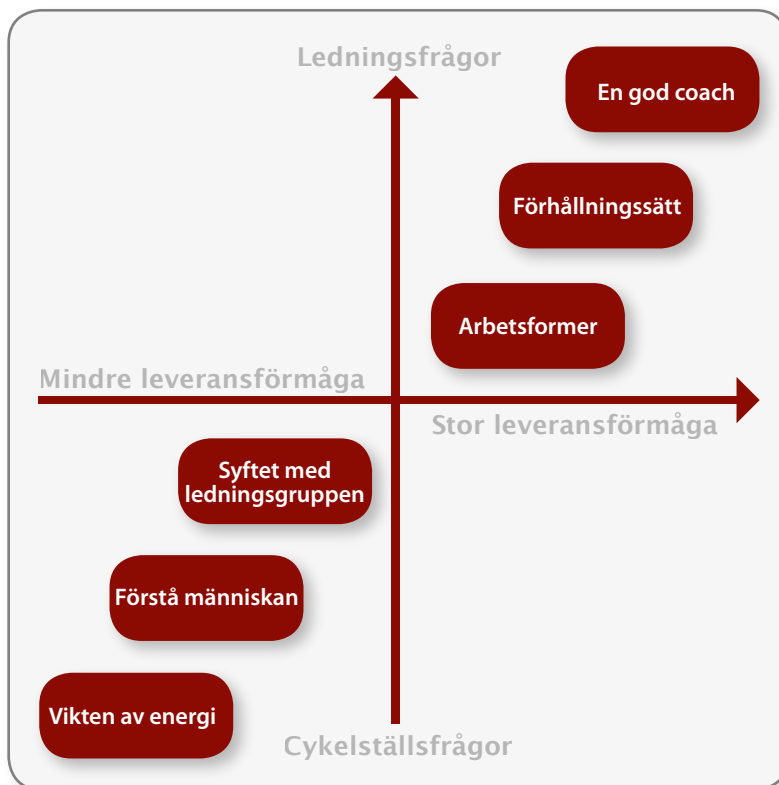 Ledningsfrågor
En god coach
Förhållningssätt
Arbetsformer
Mindre leveransförmåga
Stor leveransförmåga
Syftet med
ledningsgruppen
Förstå människan
Vikten av energi
Cykelställsfrågor